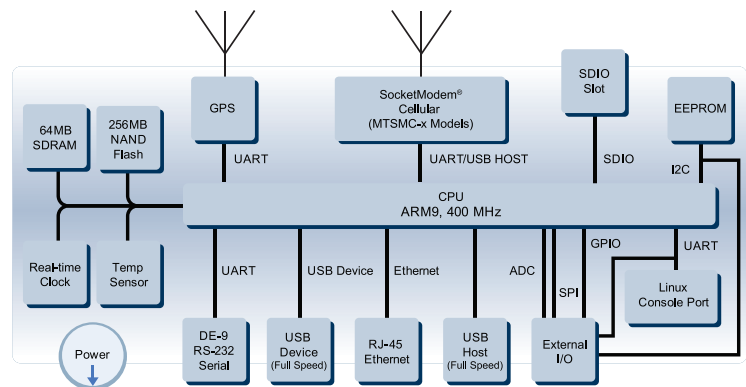 GPS
SocketModem®
Cellular
(MTSMC-x Models)
SDIO
Slot
EEPROM
64MB
SDRAM
256MB
NAND
Flash
UART
UART/USB HOST
SDIO
I2C
CPU
ARM9, 400 MHz
Real-time
Clock
Temp
Sensor
UART
USB Device
Ethernet
ADC
SPI
GPIO
UART
Linux
Console Port
Power
DE-9
RS-232
Serial
USB
Device
(Full Speed)
RJ-45
Ethernet
USB
Host
(Full Speed)
External
I/O